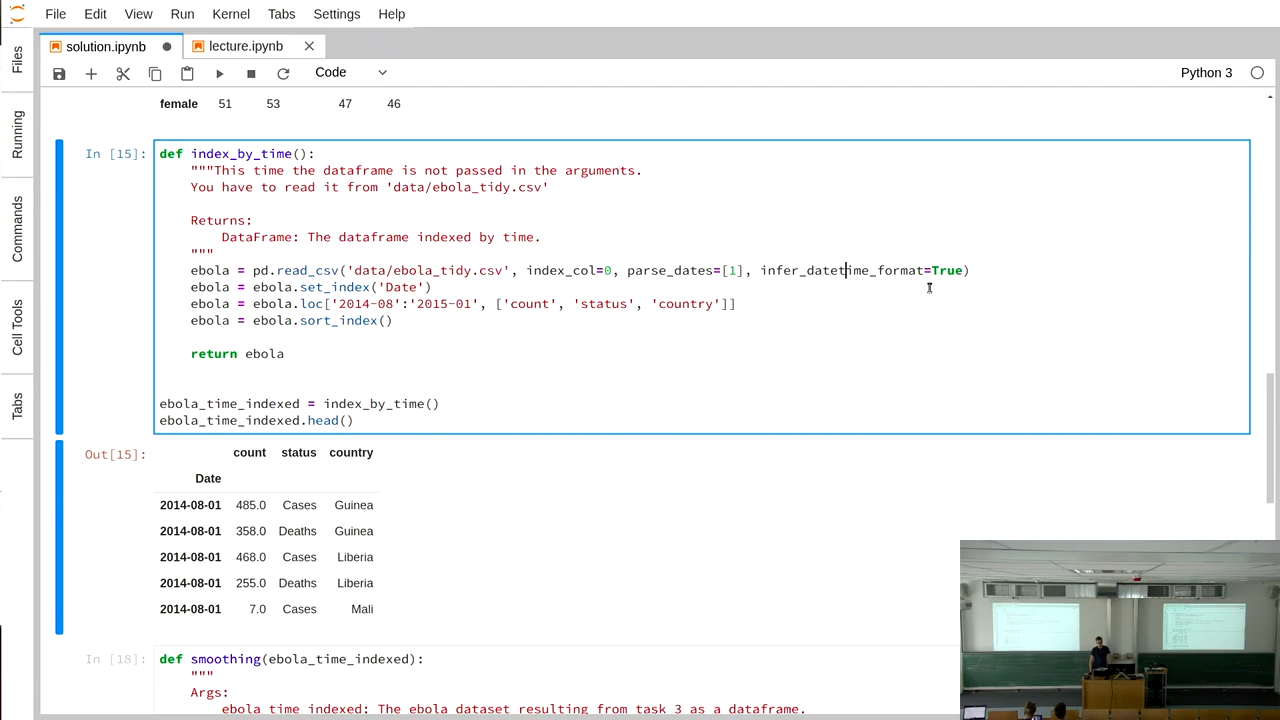 File Edit View Run Kernel Tabs Settings Help
solution.ipynb
lecture.ipynb
Code
Python 3
Files
Running
Commands
Cell Tools
Tabs
female 51 53 47 46
In [15]:
def index_by_time():
"""This time the dataframe is not passed in the arguments.
You have to read it from 'data/ebola_tidy.csv'
Returns:
DataFrame: The dataframe indexed by time.
"""
ebola = pd.read_csv('data/ebola_tidy.csv', index_col=0, parse_dates=[1], infer_datetime_format=True)
ebola = ebola.set_index('Date')
ebola = ebola.loc['2014-08':'2015-01', ['count', 'status', 'country']]
ebola = ebola.sort_index()
return ebola
ebola_time_indexed = index_by_time()
ebola_time_indexed.head()
Out[15]:
count status country
Date
2014-08-01 485.0 Cases Guinea
2014-08-01 358.0 Deaths Guinea
2014-08-01 468.0 Cases Liberia
2014-08-01 255.0 Deaths Liberia
2014-08-01 7.0 Cases Mali
In [18]:
def smoothing(ebola_time_indexed):
"""
Args:
ebola_time_indexed: The ebola dataset resulting from task 3 as a dataframe.